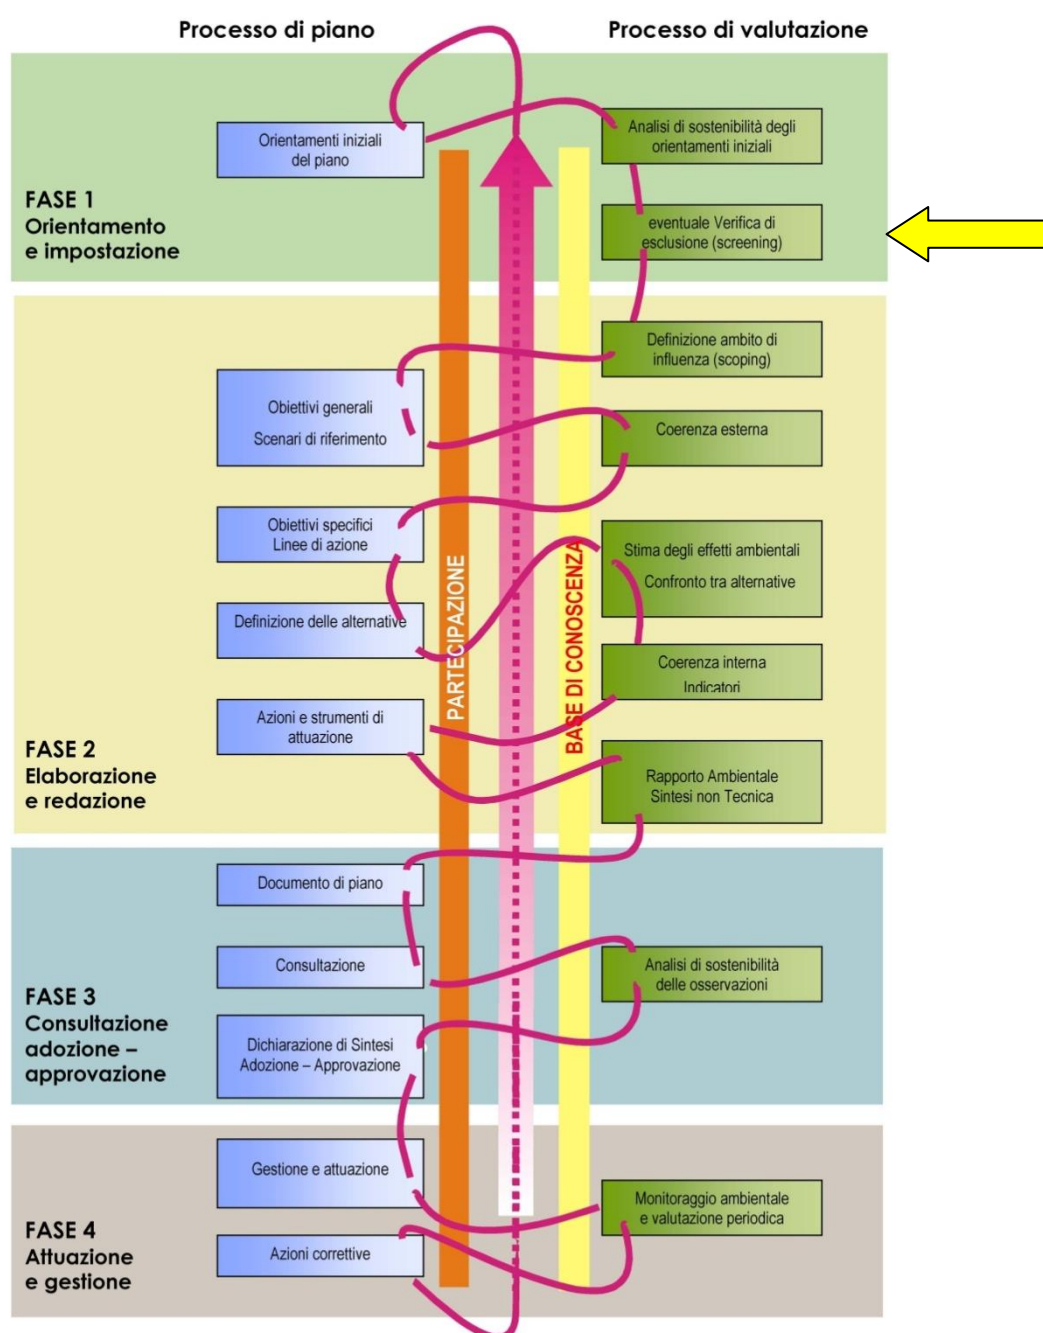 Processo di piano
Processo di valutazione
FASE 1
Orientamento
e impostazione
Orientamenti iniziali
del piano
Analisi di sostenibilità degli
orientamenti iniziali
eventuale Verifica di
esclusione (screening)
FASE 2
Elaborazione
e redazione
Definizione ambito di
influenza (scoping)
Obiettivi generali
Scenari di riferimento
Coerenza esterna
Obiettivi specifici
Linee di azione
Stima degli effetti ambientali
Confronto tra alternative
Definizione delle alternative
Coerenza interna
Indicatori
Azioni e strumenti di
attuazione
Rapporto Ambientale
Sintesi non Tecnica
PARTECIPAZIONE
BASE DI CONOSCENZA
FASE 3
Consultazione
adozione –
approvazione
Documento di piano
Consultazione
Analisi di sostenibilità
delle osservazioni
Dichiarazione di Sintesi
Adozione – Approvazione
FASE 4
Attuazione
e gestione
Gestione e attuazione
Monitoraggio ambientale
e valutazione periodica
Azioni correttive